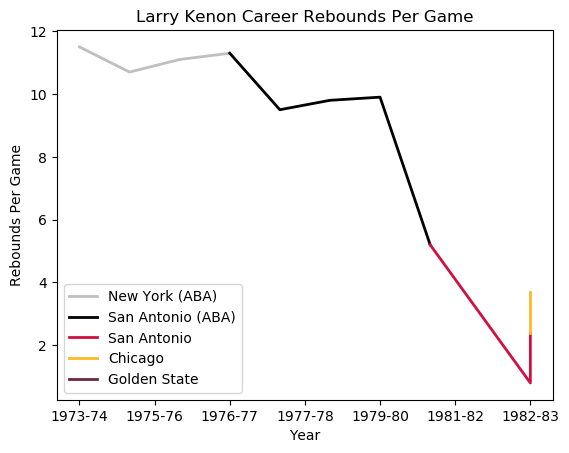 Larry Kenon Career Rebounds Per Game
12
10
8
6
4
2
Rebounds Per Game
New York (ABA)
San Antonio (ABA)
San Antonio
Chicago
Golden State
1973-74 1975-76 1976-77 1977-78 1979-80 1981-82 1982-83
Year